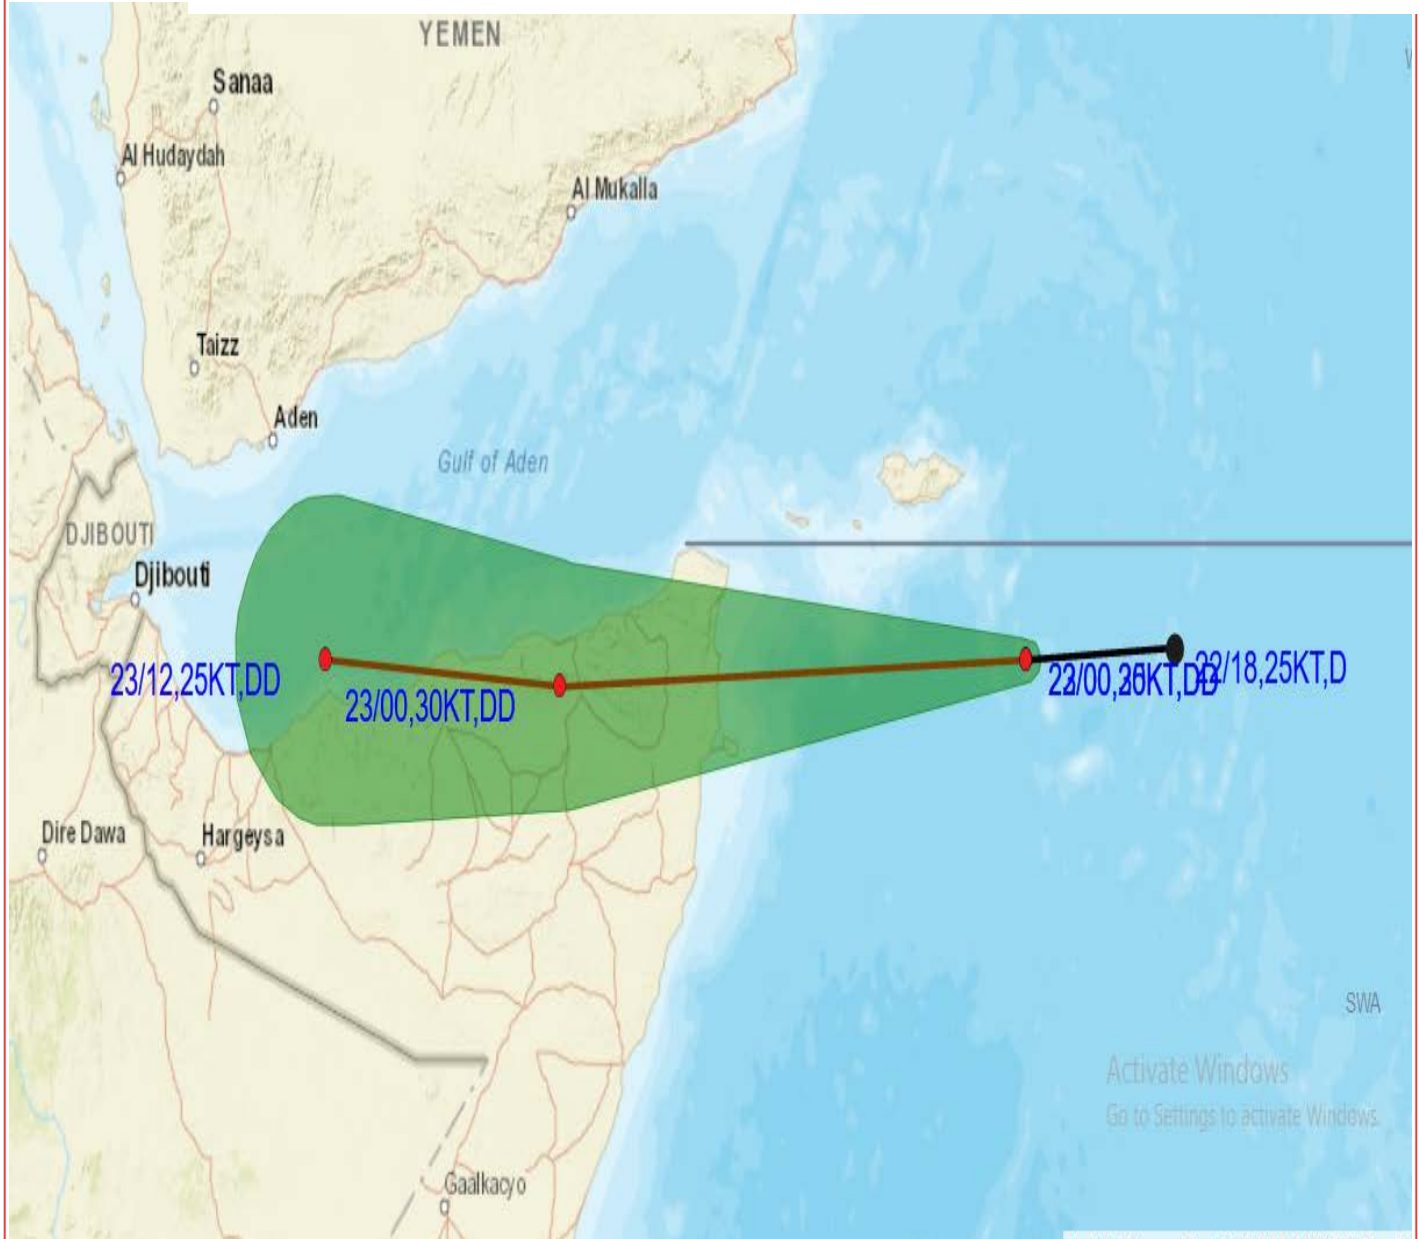 YEMEN
Sanaa
Al Hudaydah
Al Mukalla
Taizz
Aden
Gulf of Aden
DJIBOUTI
Djibouti
23/12,25KT,DD
23/00,30KT,DD
22/18,25KT,D
Dire Dawa
Hargeysa
SWA
Activate Windows
Go to Settings to activate Windows.
Gaalkacyo